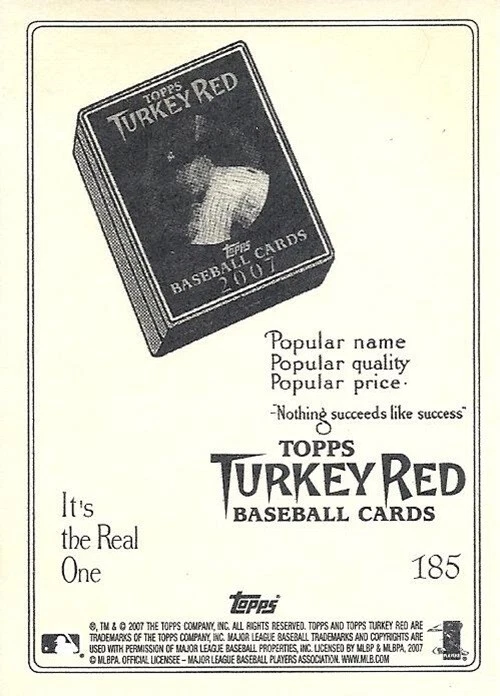 TOPPS
TURKEY RED
Topps
BASEBALL CARDS
2007
Popular name
Popular quality
Popular price.
"Nothing succeeds like success"
TOPPS
TURKEY RED
BASEBALL CARDS
It's
the Real
One
185
Topps
®, TM & © 2007 THE TOPPS COMPANY, INC. ALL RIGHTS RESERVED. TOPPS AND TOPPS TURKEY RED ARE
TRADEMARKS OF THE TOPPS COMPANY, INC. MAJOR LEAGUE BASEBALL TRADEMARKS AND COPYRIGHTS ARE
USED WITH PERMISSION OF MAJOR LEAGUE BASEBALL PROPERTIES, INC. LICENSED BY MLBP & MLBPA, 2007
© MLBPA. OFFICIAL LICENSEE – MAJOR LEAGUE BASEBALL PLAYERS ASSOCIATION. WWW.MLB.COM